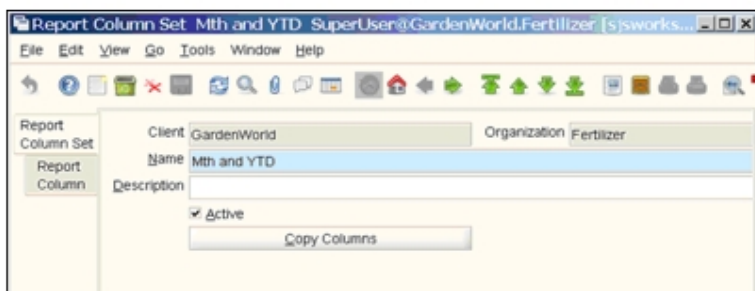 Report Column Set Mth and YTD SuperUser@GardenWorld.Fertilizer [sjsworks...
File Edit View Go Tools Window Help
Report Column Set
Client GardenWorld Organization Fertilizer
Name Mth and YTD
Report Column
Description
Active
Copy Columns